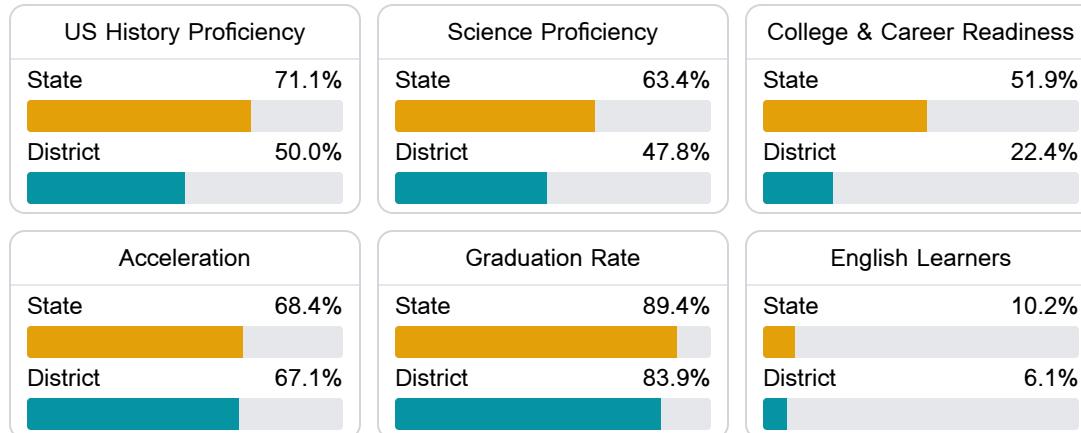 US History Proficiency
State 71.1%
District 50.0%
Science Proficiency
State 63.4%
District 47.8%
College & Career Readiness
State 51.9%
District 22.4%
Acceleration
State 68.4%
District 67.1%
Graduation Rate
State 89.4%
District 83.9%
English Learners
State 10.2%
District 6.1%